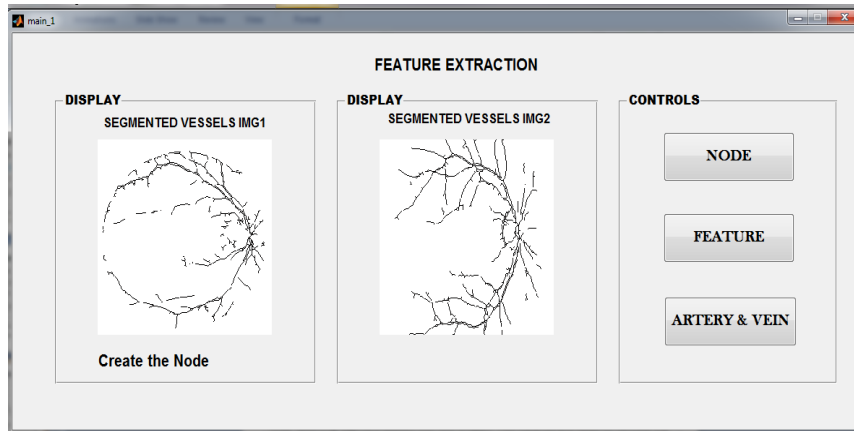 main_1
FEATURE EXTRACTION
DISPLAY
SEGMENTED VESSELS IMG1
Create the Node
DISPLAY
SEGMENTED VESSELS IMG2
CONTROLS
NODE
FEATURE
ARTERY & VEIN